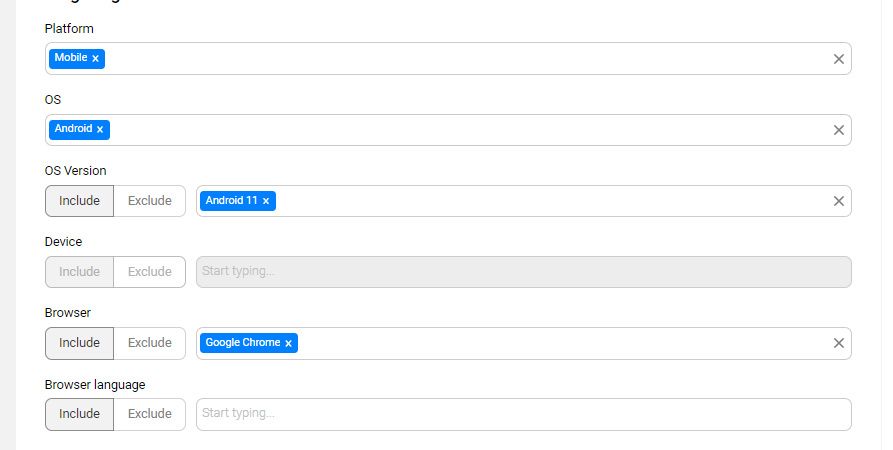 Platform
Mobile x
OS
Android x
OS Version
Include Exclude Android 11 x
Device
Include Exclude Start typing...
Browser
Include Exclude Google Chrome x
Browser language
Include Exclude Start typing...